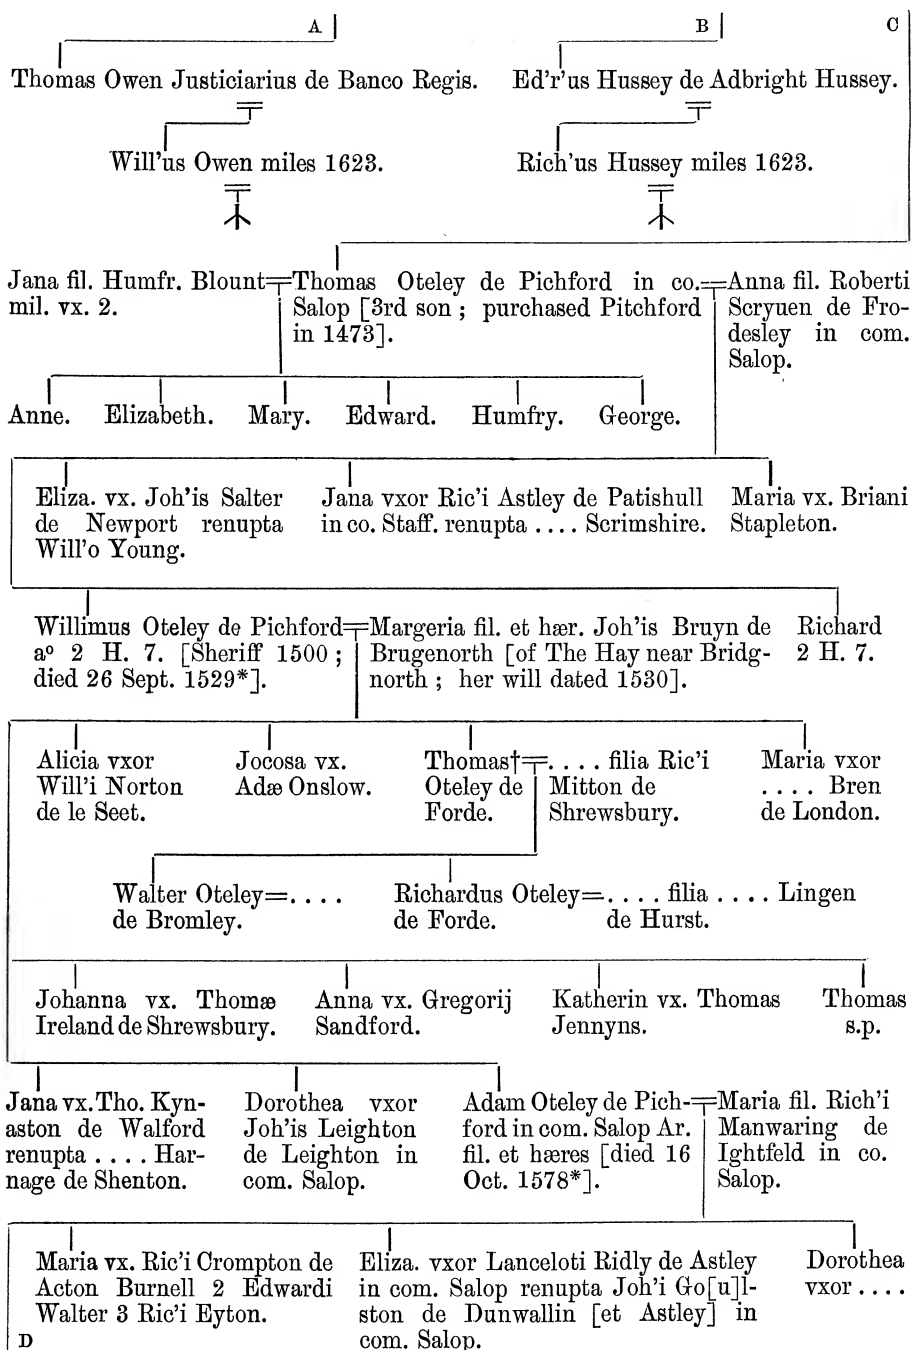 A B C
Thomas Owen Justiciarius de Banco Regis.
Ed'r'us Hussey de Adbright Hussey.
Will'us Owen miles 1623.
Rich'us Hussey miles 1623.
Jana fil. Humfr. Blount
mil. vx. 2.
Thomas Oteley de Pichford in co.
Salop [3rd son ; purchased Pitchford
in 1473].
Anna fil. Roberti
Scryuen de Fro-
desley in com.
Salop.
Anne. Elizabeth. Mary. Edward. Humfry. George.
Eliza. vx. Joh'is Salter
de Newport renupta
Will'o Young.
Jana vxor Ric'i Astley de Patishull
in co. Staff. renupta .... Scrimshire.
Maria vx. Briani
Stapleton.
Willimus Oteley de Pichford
aº 2 H. 7. [Sheriff 1500 ;
died 26 Sept. 1529*].
Margeria fil. et hær. Joh'is Bruyn de
Brugenorth [of The Hay near Bridg-
north ; her will dated 1530].
Richard
2 H. 7.
Alicia vxor
Will'i Norton
de le Seet.
Jocosa vx.
Adæ Onslow.
Thomas†
Oteley de
Forde.
.... filia Ric'i
Mitton de
Shrewsbury.
Maria vxor
.... Bren
de London.
Walter Oteley=....
de Bromley.
Richardus Oteley=.... filia .... Lingen
de Forde. de Hurst.
Johanna vx. Thomæ
Ireland de Shrewsbury.
Anna vx. Gregorij
Sandford.
Katherin vx. Thomas
Jennyns.
Thomas
s.p.
Jana vx. Tho. Kyn-
aston de Walford
renupta .... Har-
nage de Shenton.
Dorothea vxor
Joh'is Leighton
de Leighton in
com. Salop.
Adam Oteley de Pich-
ford in com. Salop Ar.
fil. et hæres [died 16
Oct. 1578*].
Maria fil. Rich'i
Manwaring de
Ightfeld in co.
Salop.
Maria vx. Ric'i Crompton de
Acton Burnell 2 Edwardi
Walter 3 Ric'i Eyton.
Eliza. vxor Lanceloti Ridly de Astley
in com. Salop renupta Joh'i Go[u]l-
ston de Dunwallin [et Astley] in
com. Salop.
Dorothea
vxor ....
D